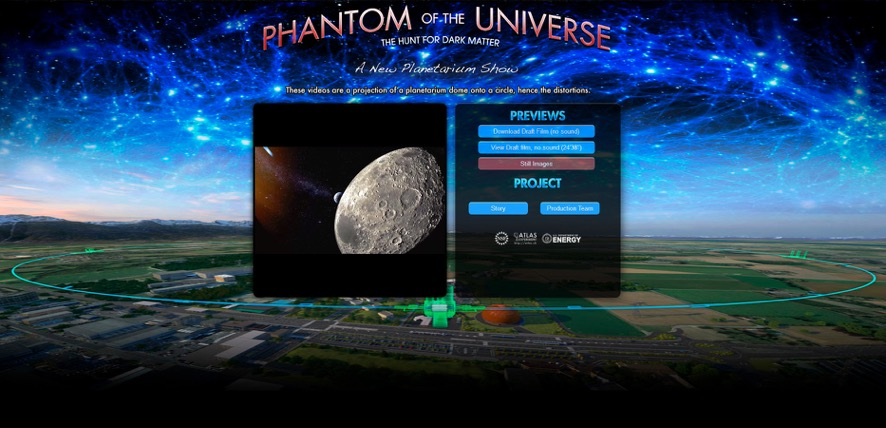 PHANTOM OF THE UNIVERSE
THE HUNT FOR DARK MATTER
A New Planetarium Show
These videos are a projection of a planetarium dome onto a circle, hence the distortions.
PREVIEWS
Download Draft Film (no sound)
View Draft film, no sound (24'38")
Still Images
PROJECT
Story
Production Team
NSF
ATLAS
ENERGY